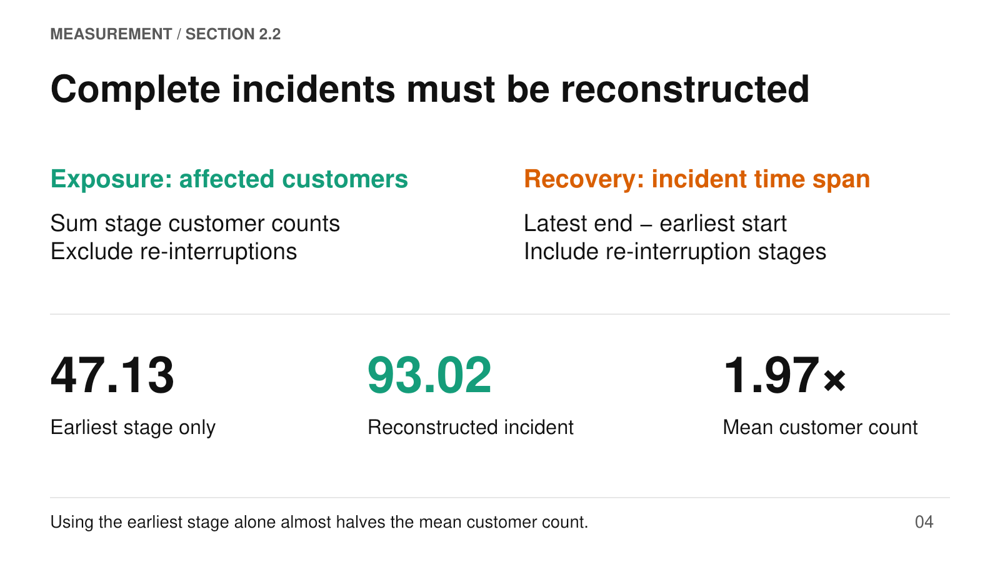 MEASUREMENT / SECTION 2.2
Complete incidents must be reconstructed
Exposure: affected customers
Sum stage customer counts
Exclude re-interruptions
Recovery: incident time span
Latest end – earliest start
Include re-interruption stages
47.13
Earliest stage only
93.02
Reconstructed incident
1.97×
Mean customer count
Using the earliest stage alone almost halves the mean customer count.
04